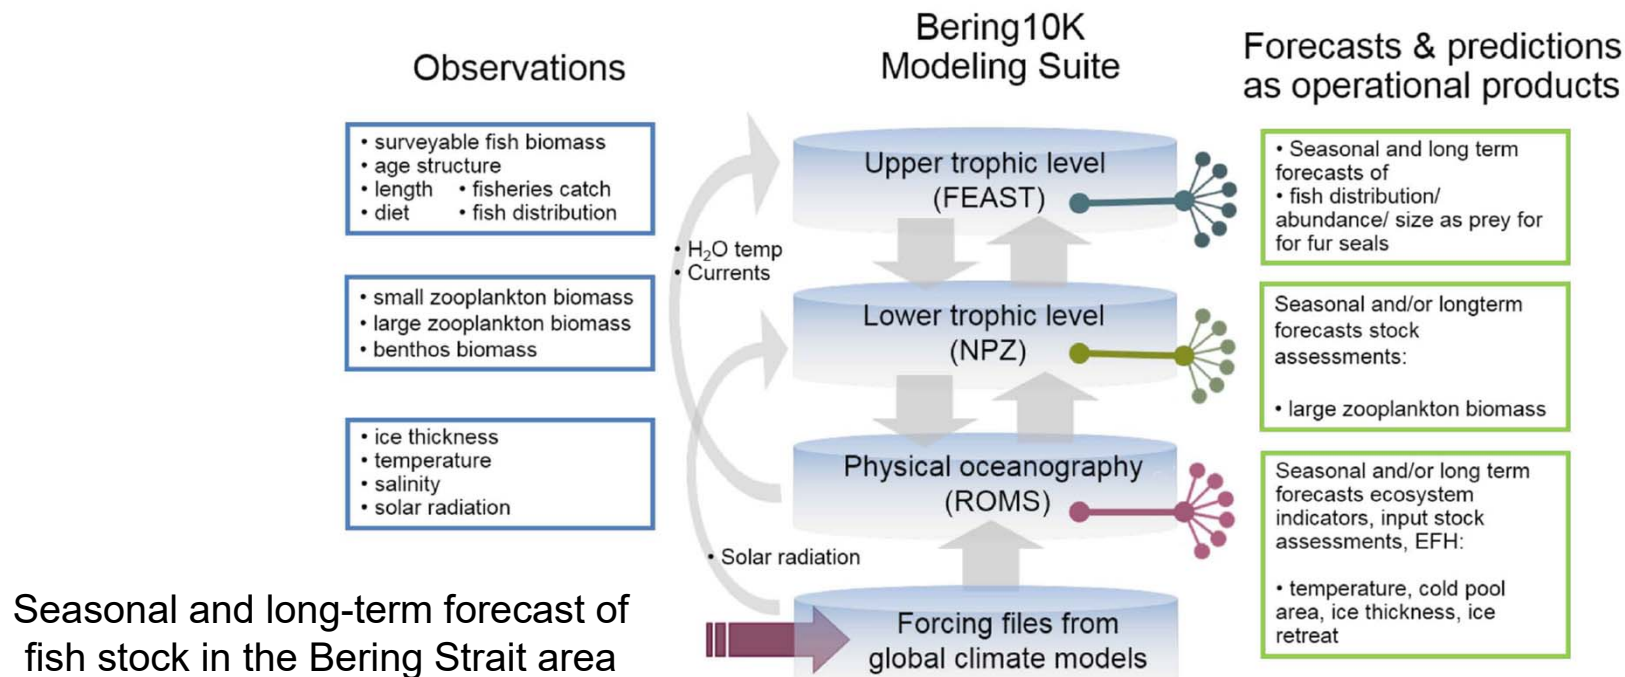 Observations
• surveyable fish biomass
• age structure
• length • fisheries catch
• diet • fish distribution
• small zooplankton biomass
• large zooplankton biomass
• benthos biomass
• ice thickness
• temperature
• salinity
• solar radiation
Bering10K
Modeling Suite
Upper trophic level
(FEAST)
• H₂O temp
• Currents
Lower trophic level
(NPZ)
Physical oceanography
(ROMS)
• Solar radiation
Forcing files from
global climate models
Forecasts & predictions
as operational products
• Seasonal and long term
forecasts of
• fish distribution/
abundance/ size as prey for
for fur seals
Seasonal and/or longterm
forecasts stock
assessments:
• large zooplankton biomass
Seasonal and/or long term
forecasts ecosystem
indicators, input stock
assessments, EFH:
• temperature, cold pool
area, ice thickness, ice
retreat
Seasonal and long-term forecast of
fish stock in the Bering Strait area